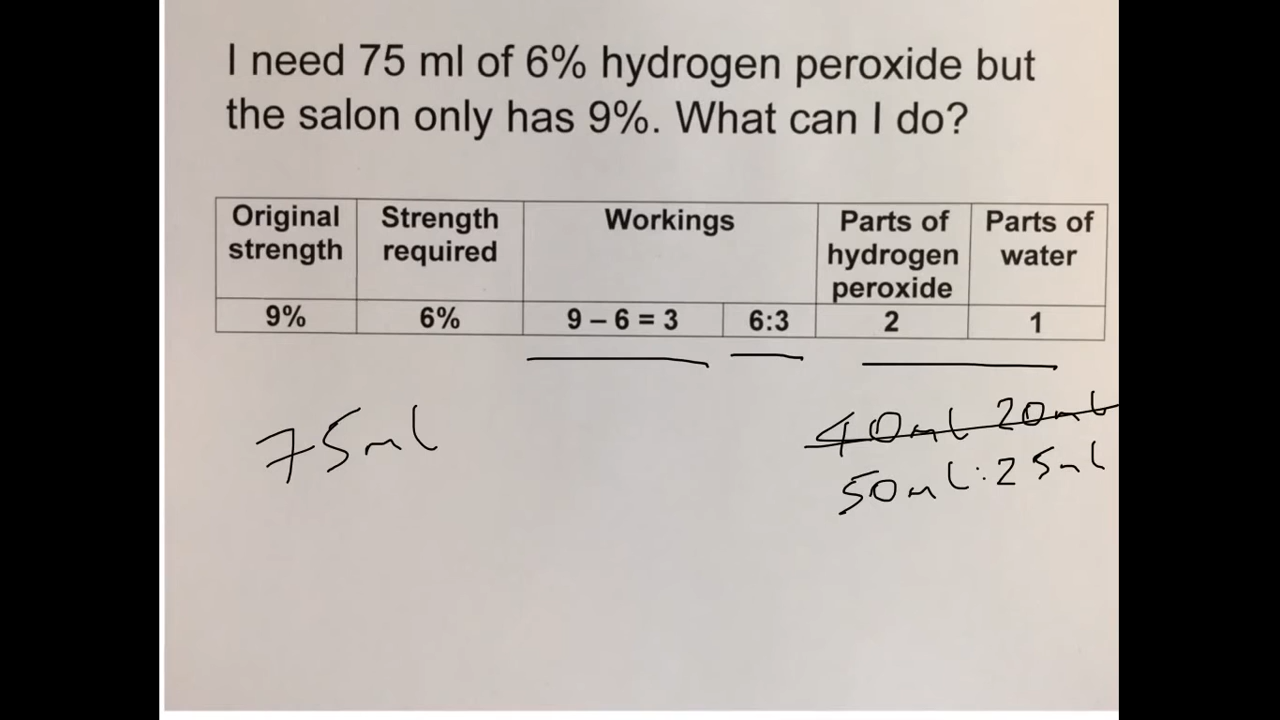 I need 75 ml of 6% hydrogen peroxide but
the salon only has 9%. What can I do?
Original strength
Strength required
Workings
Parts of hydrogen peroxide
Parts of water
9%
6%
9 – 6 = 3
6:3
2
1
75ml
40ml 20ml
50ml:25ml